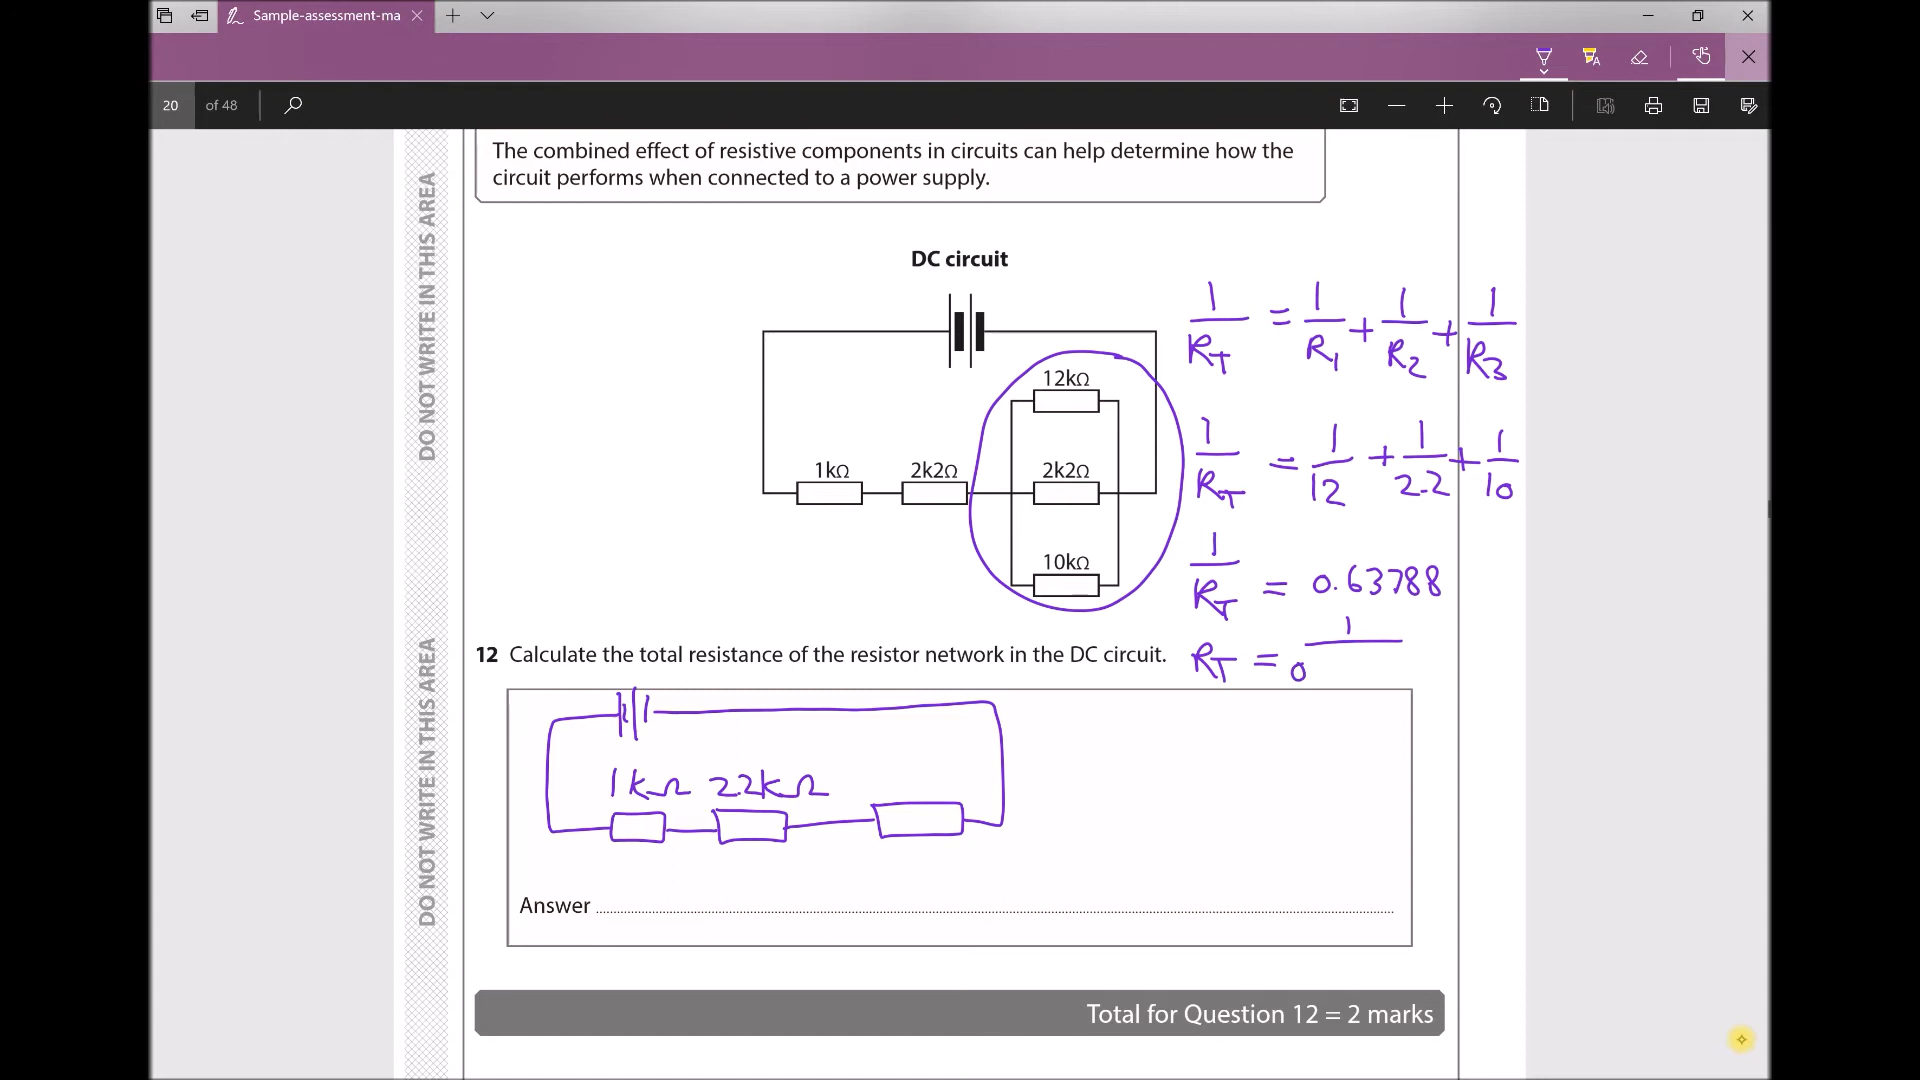 Sample-assessment-ma
20 of 48
The combined effect of resistive components in circuits can help determine how the
circuit performs when connected to a power supply.
DC circuit
12kΩ
1kΩ 2k2Ω 2k2Ω
10kΩ
1/RT = 1/R1 + 1/R2 + 1/R3
1/RT = 1/12 + 1/2.2 + 1/10
1/RT = 0.63788
RT = 1/0
12 Calculate the total resistance of the resistor network in the DC circuit.
1kΩ 2.2kΩ
Answer
Total for Question 12 = 2 marks
DO NOT WRITE IN THIS AREA
DO NOT WRITE IN THIS AREA